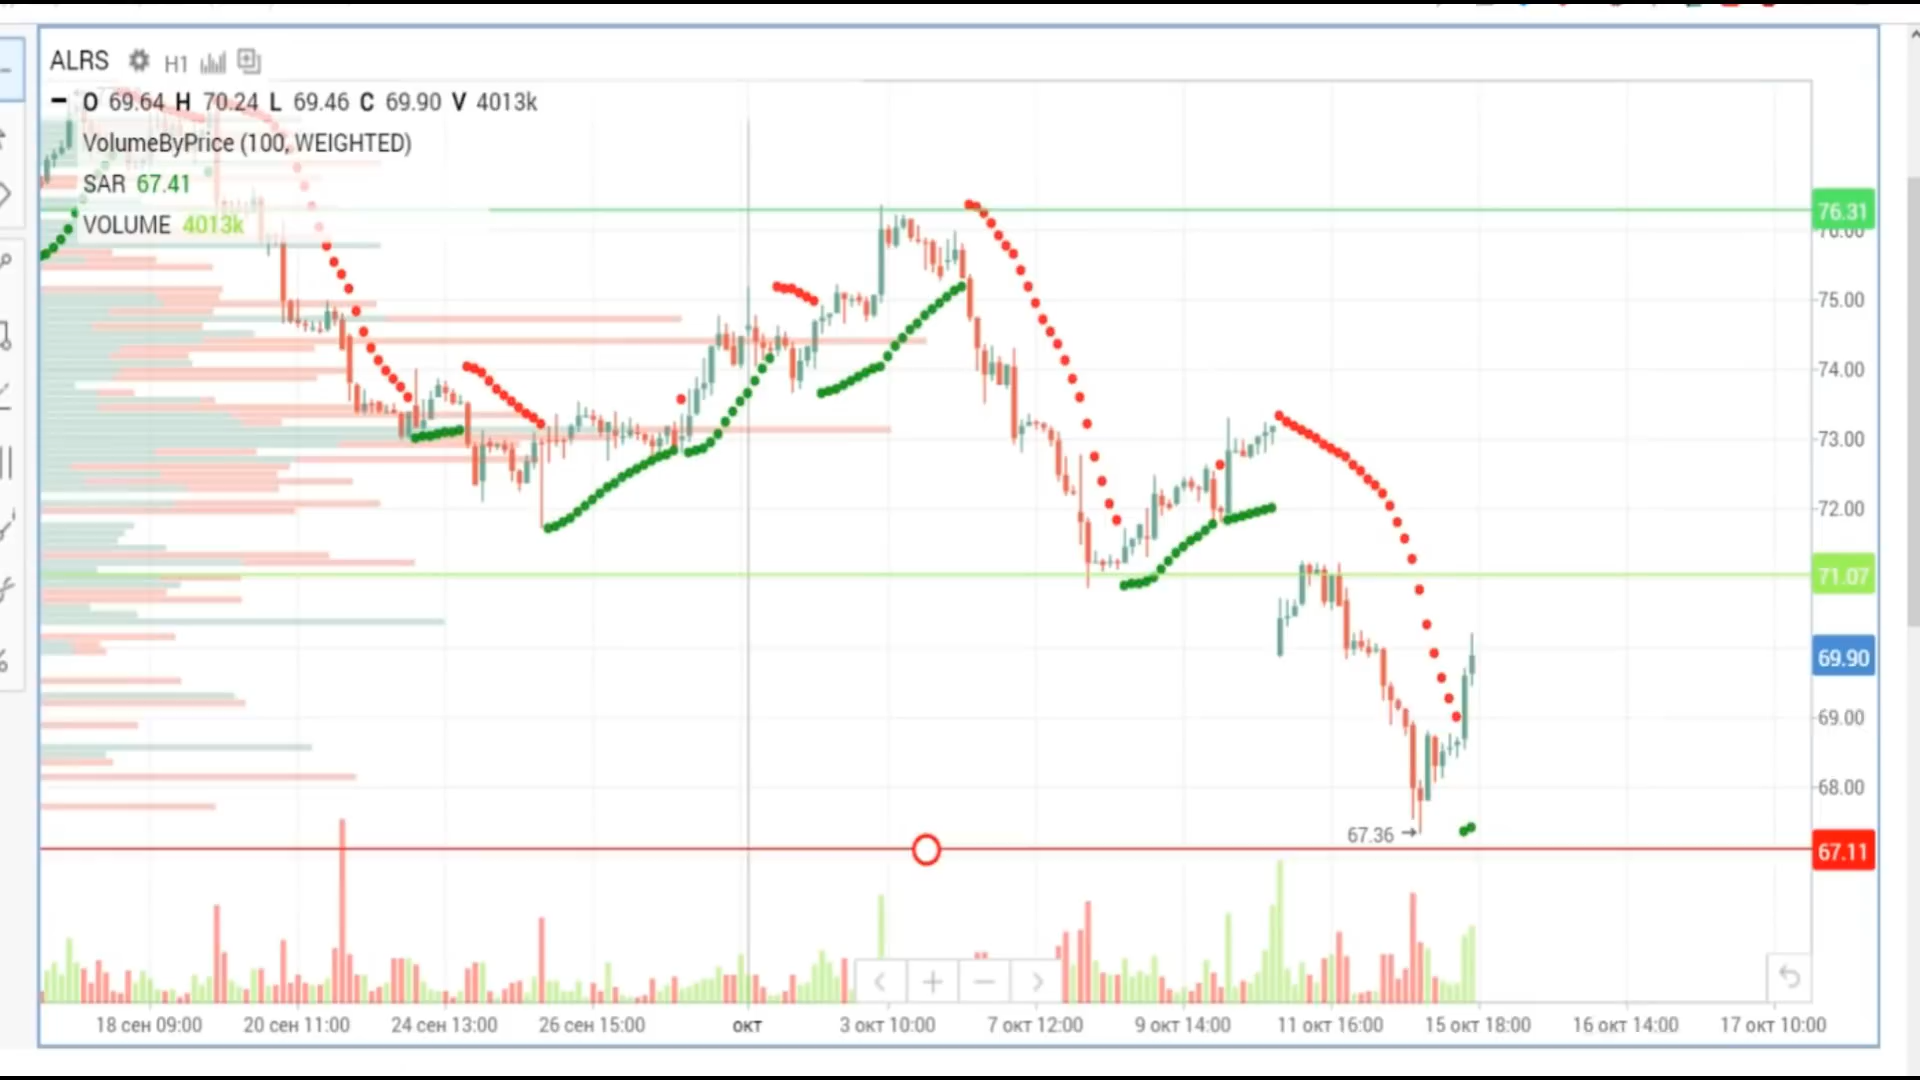 ALRS H1
O 69.64 H 70.24 L 69.46 C 69.90 V 4013k
VolumeByPrice (100, WEIGHTED)
SAR 67.41
VOLUME 4013k
76.31
76.00
75.00
74.00
73.00
72.00
71.07
69.90
69.00
68.00
67.36
67.11
18 сен 09:00 20 сен 11:00 24 сен 13:00 26 сен 15:00 окт 3 окт 10:00 7 окт 12:00 9 окт 14:00 11 окт 16:00 15 окт 18:00 16 окт 14:00 17 окт 10:00